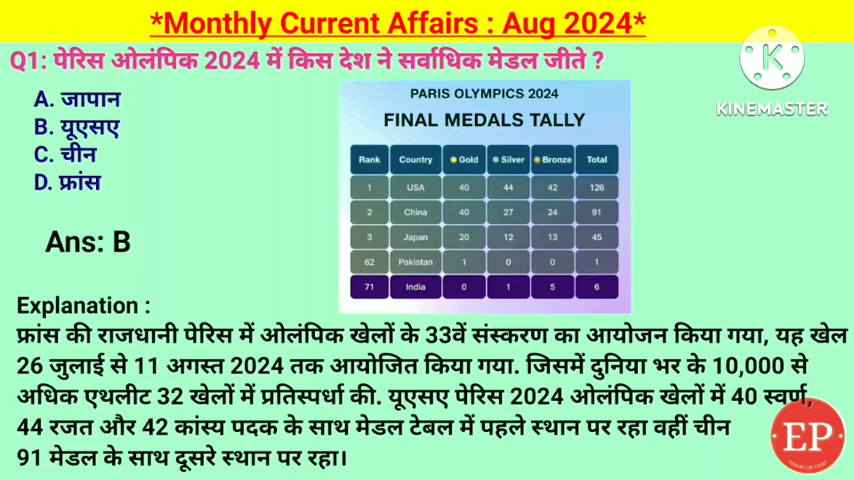 *Monthly Current Affairs : Aug 2024*
Q1: पेरिस ओलंपिक 2024 में किस देश ने सर्वाधिक मेडल जीते ?
A. जापान
B. यूएसए
C. चीन
D. फ्रांस
Ans: B
KINEMASTER
PARIS OLYMPICS 2024
FINAL MEDALS TALLY
Rank Country Gold Silver Bronze Total
1 USA 40 44 42 126
2 China 40 27 24 91
3 Japan 20 12 13 45
62 Pakistan 1 0 0 1
71 India 0 1 5 6
Explanation :
फ्रांस की राजधानी पेरिस में ओलंपिक खेलों के 33वें संस्करण का आयोजन किया गया, यह खेल
26 जुलाई से 11 अगस्त 2024 तक आयोजित किया गया. जिसमें दुनिया भर के 10,000 से
अधिक एथलीट 32 खेलों में प्रतिस्पर्धा की. यूएसए पेरिस 2024 ओलंपिक खेलों में 40 स्वर्ण,
44 रजत और 42 कांस्य पदक के साथ मेडल टेबल में पहले स्थान पर रहा वहीं चीन
91 मेडल के साथ दूसरे स्थान पर रहा।
EP